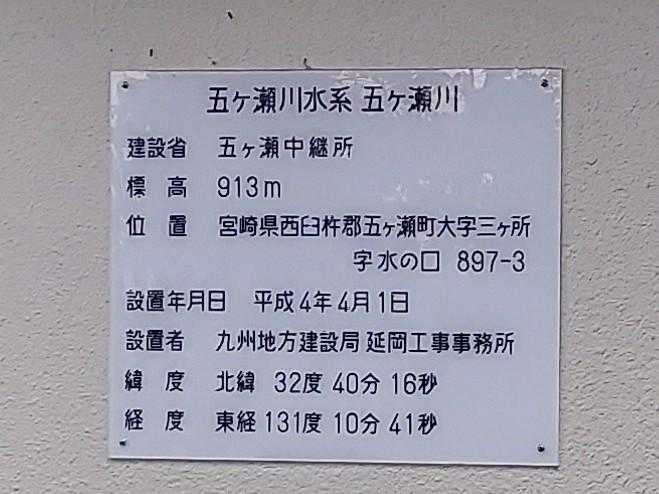 五ヶ瀬川水系 五ヶ瀬川
建設省 五ヶ瀬中継所
標高 913m
位置 宮崎県西臼杵郡五ヶ瀬町大字三ヶ所
字水の口 897-3
設置年月日 平成4年4月1日
設置者 九州地方建設局 延岡工事事務所
緯度 北緯 32度 40分 16秒
経度 東経 131度 10分 41秒